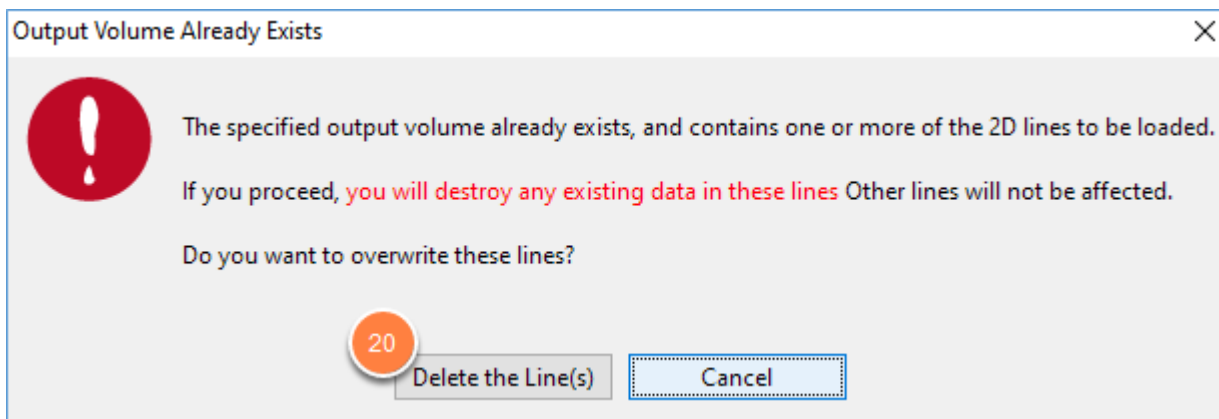 Output Volume Already Exists
The specified output volume already exists, and contains one or more of the 2D lines to be loaded.
If you proceed, you will destroy any existing data in these lines Other lines will not be affected.
Do you want to overwrite these lines?
20
Delete the Line(s)
Cancel